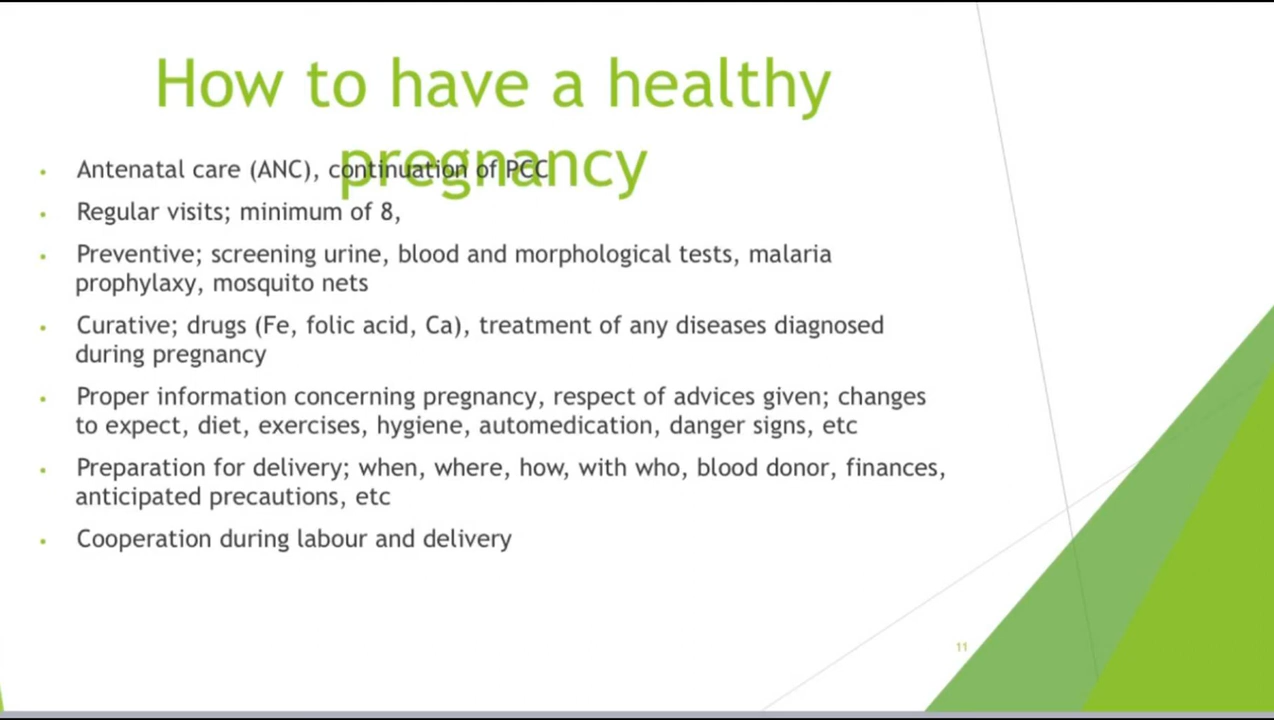 How to have a healthy
pregnancy
• Antenatal care (ANC), continuation of PCC
• Regular visits; minimum of 8,
• Preventive; screening urine, blood and morphological tests, malaria
prophylaxy, mosquito nets
• Curative; drugs (Fe, folic acid, Ca), treatment of any diseases diagnosed
during pregnancy
• Proper information concerning pregnancy, respect of advices given; changes
to expect, diet, exercises, hygiene, automedication, danger signs, etc
• Preparation for delivery; when, where, how, with who, blood donor, finances,
anticipated precautions, etc
• Cooperation during labour and delivery
11